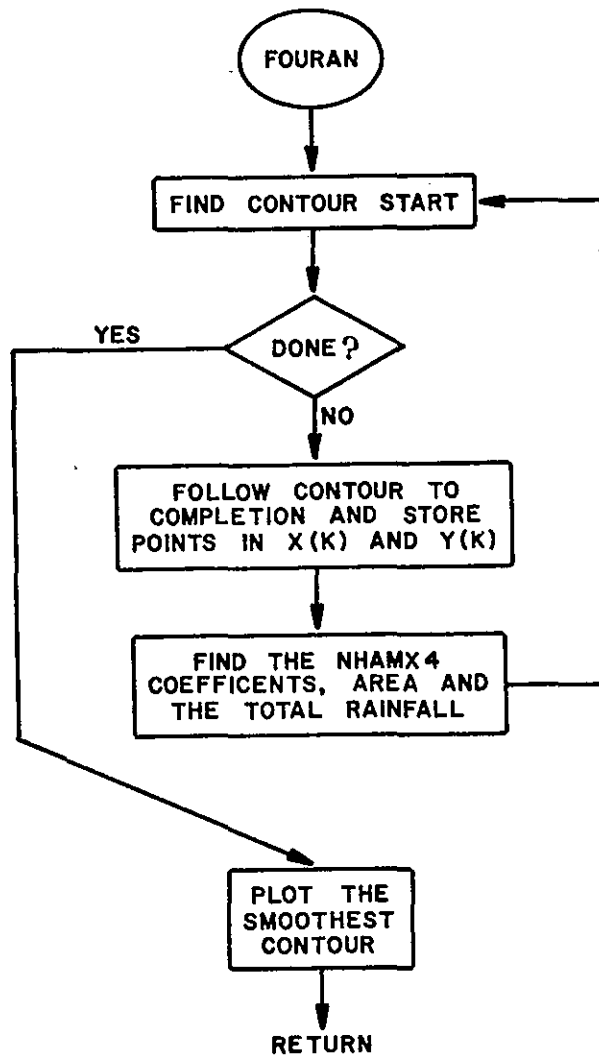 FOURAN
FIND CONTOUR START
DONE?
YES
NO
FOLLOW CONTOUR TO
COMPLETION AND STORE
POINTS IN X(K) AND Y(K)
FIND THE NHAMX4
COEFFICENTS, AREA AND
THE TOTAL RAINFALL
PLOT THE
SMOOTHEST
CONTOUR
RETURN